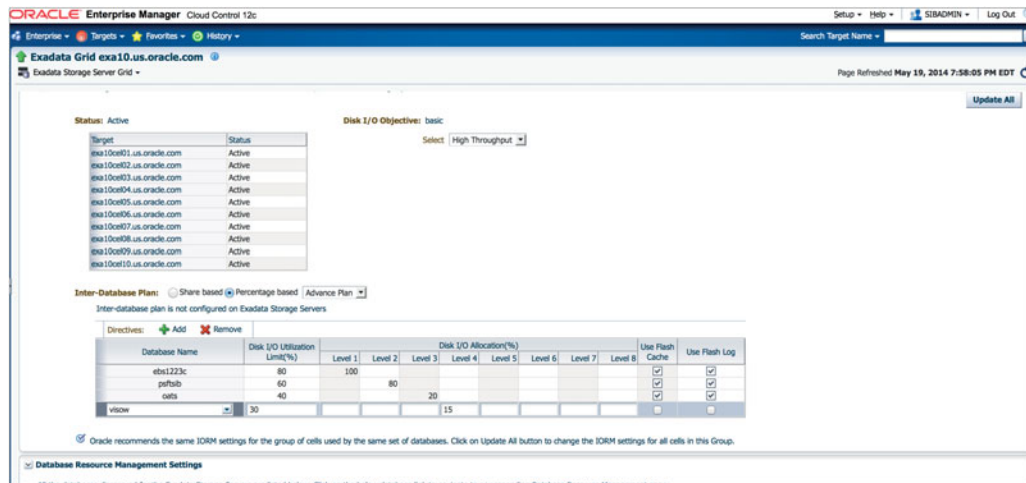 ORACLE Enterprise Manager Cloud Control 12c
Setup Help SIBADMIN Log Out
Enterprise Targets Favorites History Search Target Name
Exadata Grid exa10.us.oracle.com
Exadata Storage Server Grid Page Refreshed May 19, 2014 7:58:05 PM EDT
Update All
Status: Active Disk I/O Objective: basic
Select High Throughput
Target Status
exa10cel01.us.oracle.com Active
exa10cel02.us.oracle.com Active
exa10cel03.us.oracle.com Active
exa10cel04.us.oracle.com Active
exa10cel05.us.oracle.com Active
exa10cel06.us.oracle.com Active
exa10cel07.us.oracle.com Active
exa10cel08.us.oracle.com Active
exa10cel09.us.oracle.com Active
exa10cel10.us.oracle.com Active
Inter-Database Plan: Share based Percentage based Advance Plan
Inter-database plan is not configured on Exadata Storage Servers
Directives: Add Remove
Database Name Disk I/O Utilization Limit(%) Disk I/O Allocation(%) Use Flash Cache Use Flash Log
Level 1 Level 2 Level 3 Level 4 Level 5 Level 6 Level 7 Level 8
ebs1223c 80 100
psftsib 60 80
oats 40 20
visow 30 15
Oracle recommends the same IORM settings for the group of cells used by the same set of databases. Click on Update All button to change the IORM settings for all cells in this Group.
Database Resource Management Settings